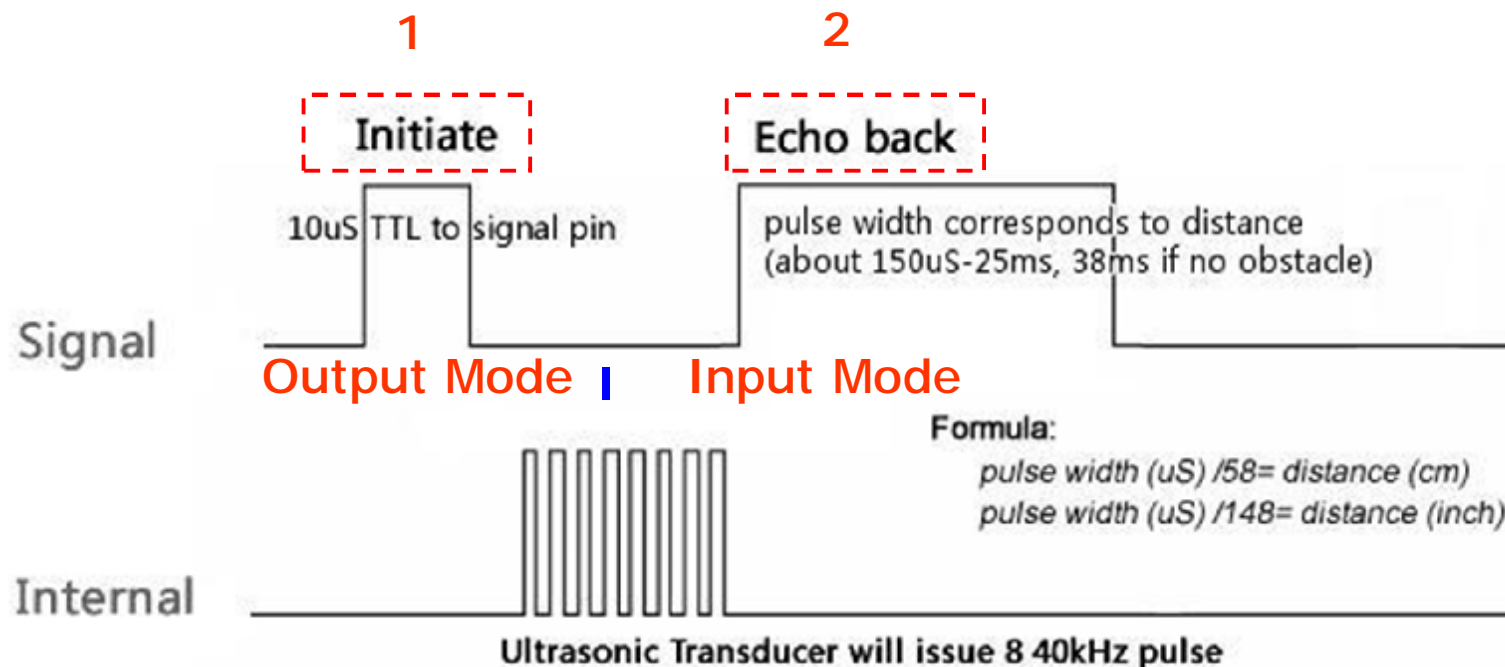 1 2
Initiate Echo back
10uS TTL to signal pin
pulse width corresponds to distance
(about 150uS-25ms, 38ms if no obstacle)
Signal
Output Mode Input Mode
Formula:
pulse width (uS) /58= distance (cm)
pulse width (uS) /148= distance (inch)
Internal
Ultrasonic Transducer will issue 8 40kHz pulse